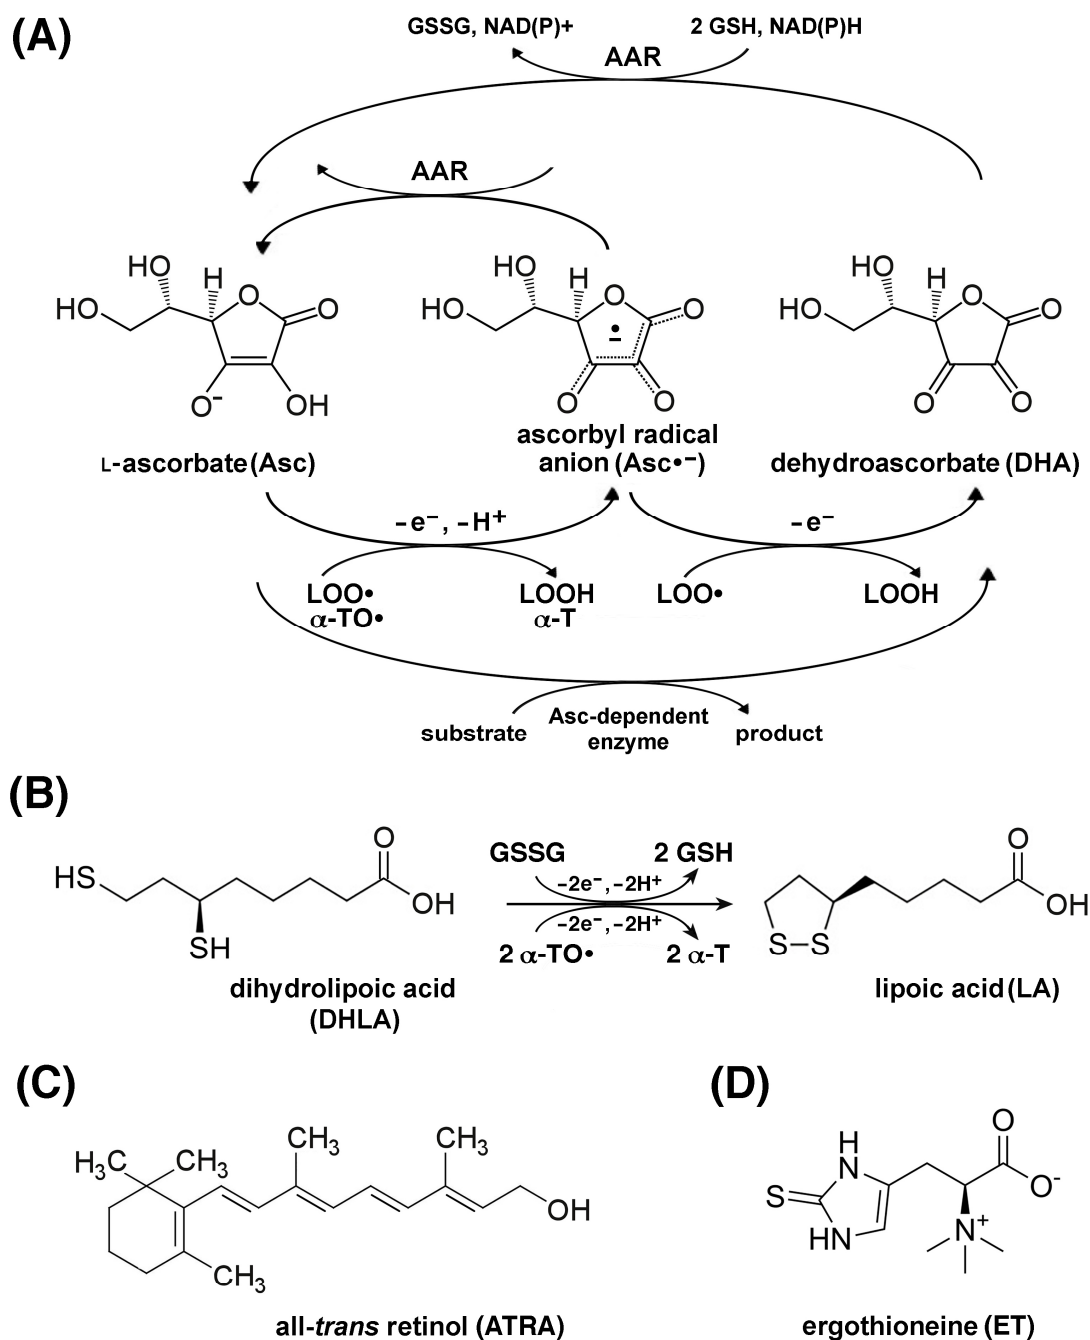 (A)
GSSG, NAD(P)+ 2 GSH, NAD(P)H
AAR
AAR
HO H O O HO
O⁻ OH
HO H O O HO
•
–
O O
HO H O O HO
O O
L-ascorbate (Asc)
ascorbyl radical
anion (Asc•⁻)
dehydroascorbate (DHA)
–e⁻, –H⁺
–e⁻
LOO•
α-TO•
LOOH
α-T
LOO•
LOOH
substrate
Asc-dependent
enzyme
product
(B)
HS SH O OH
dihydrolipoic acid
(DHLA)
GSSG 2 GSH
–2e⁻, –2H⁺
–2e⁻, –2H⁺
2 α-TO• 2 α-T
S–S O OH
lipoic acid (LA)
(C)
H₃C CH₃ CH₃ CH₃
OH
CH₃
all-trans retinol (ATRA)
(D)
H
N
S
HN
O
O⁻
N⁺
ergothioneine (ET)